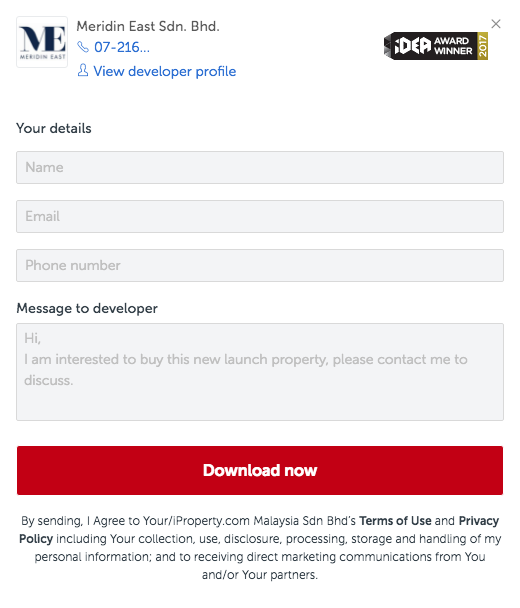 ME
MERIDIN EAST
Meridin East Sdn. Bhd.
07-216...
View developer profile
iDEA AWARD WINNER 2017
Your details
Name
Email
Phone number
Message to developer
Hi,
I am interested to buy this new launch property, please contact me to
discuss.
Download now
By sending, I Agree to Your/iProperty.com Malaysia Sdn Bhd's Terms of Use and Privacy
Policy including Your collection, use, disclosure, processing, storage and handling of my
personal information; and to receiving direct marketing communications from You
and/or Your partners.